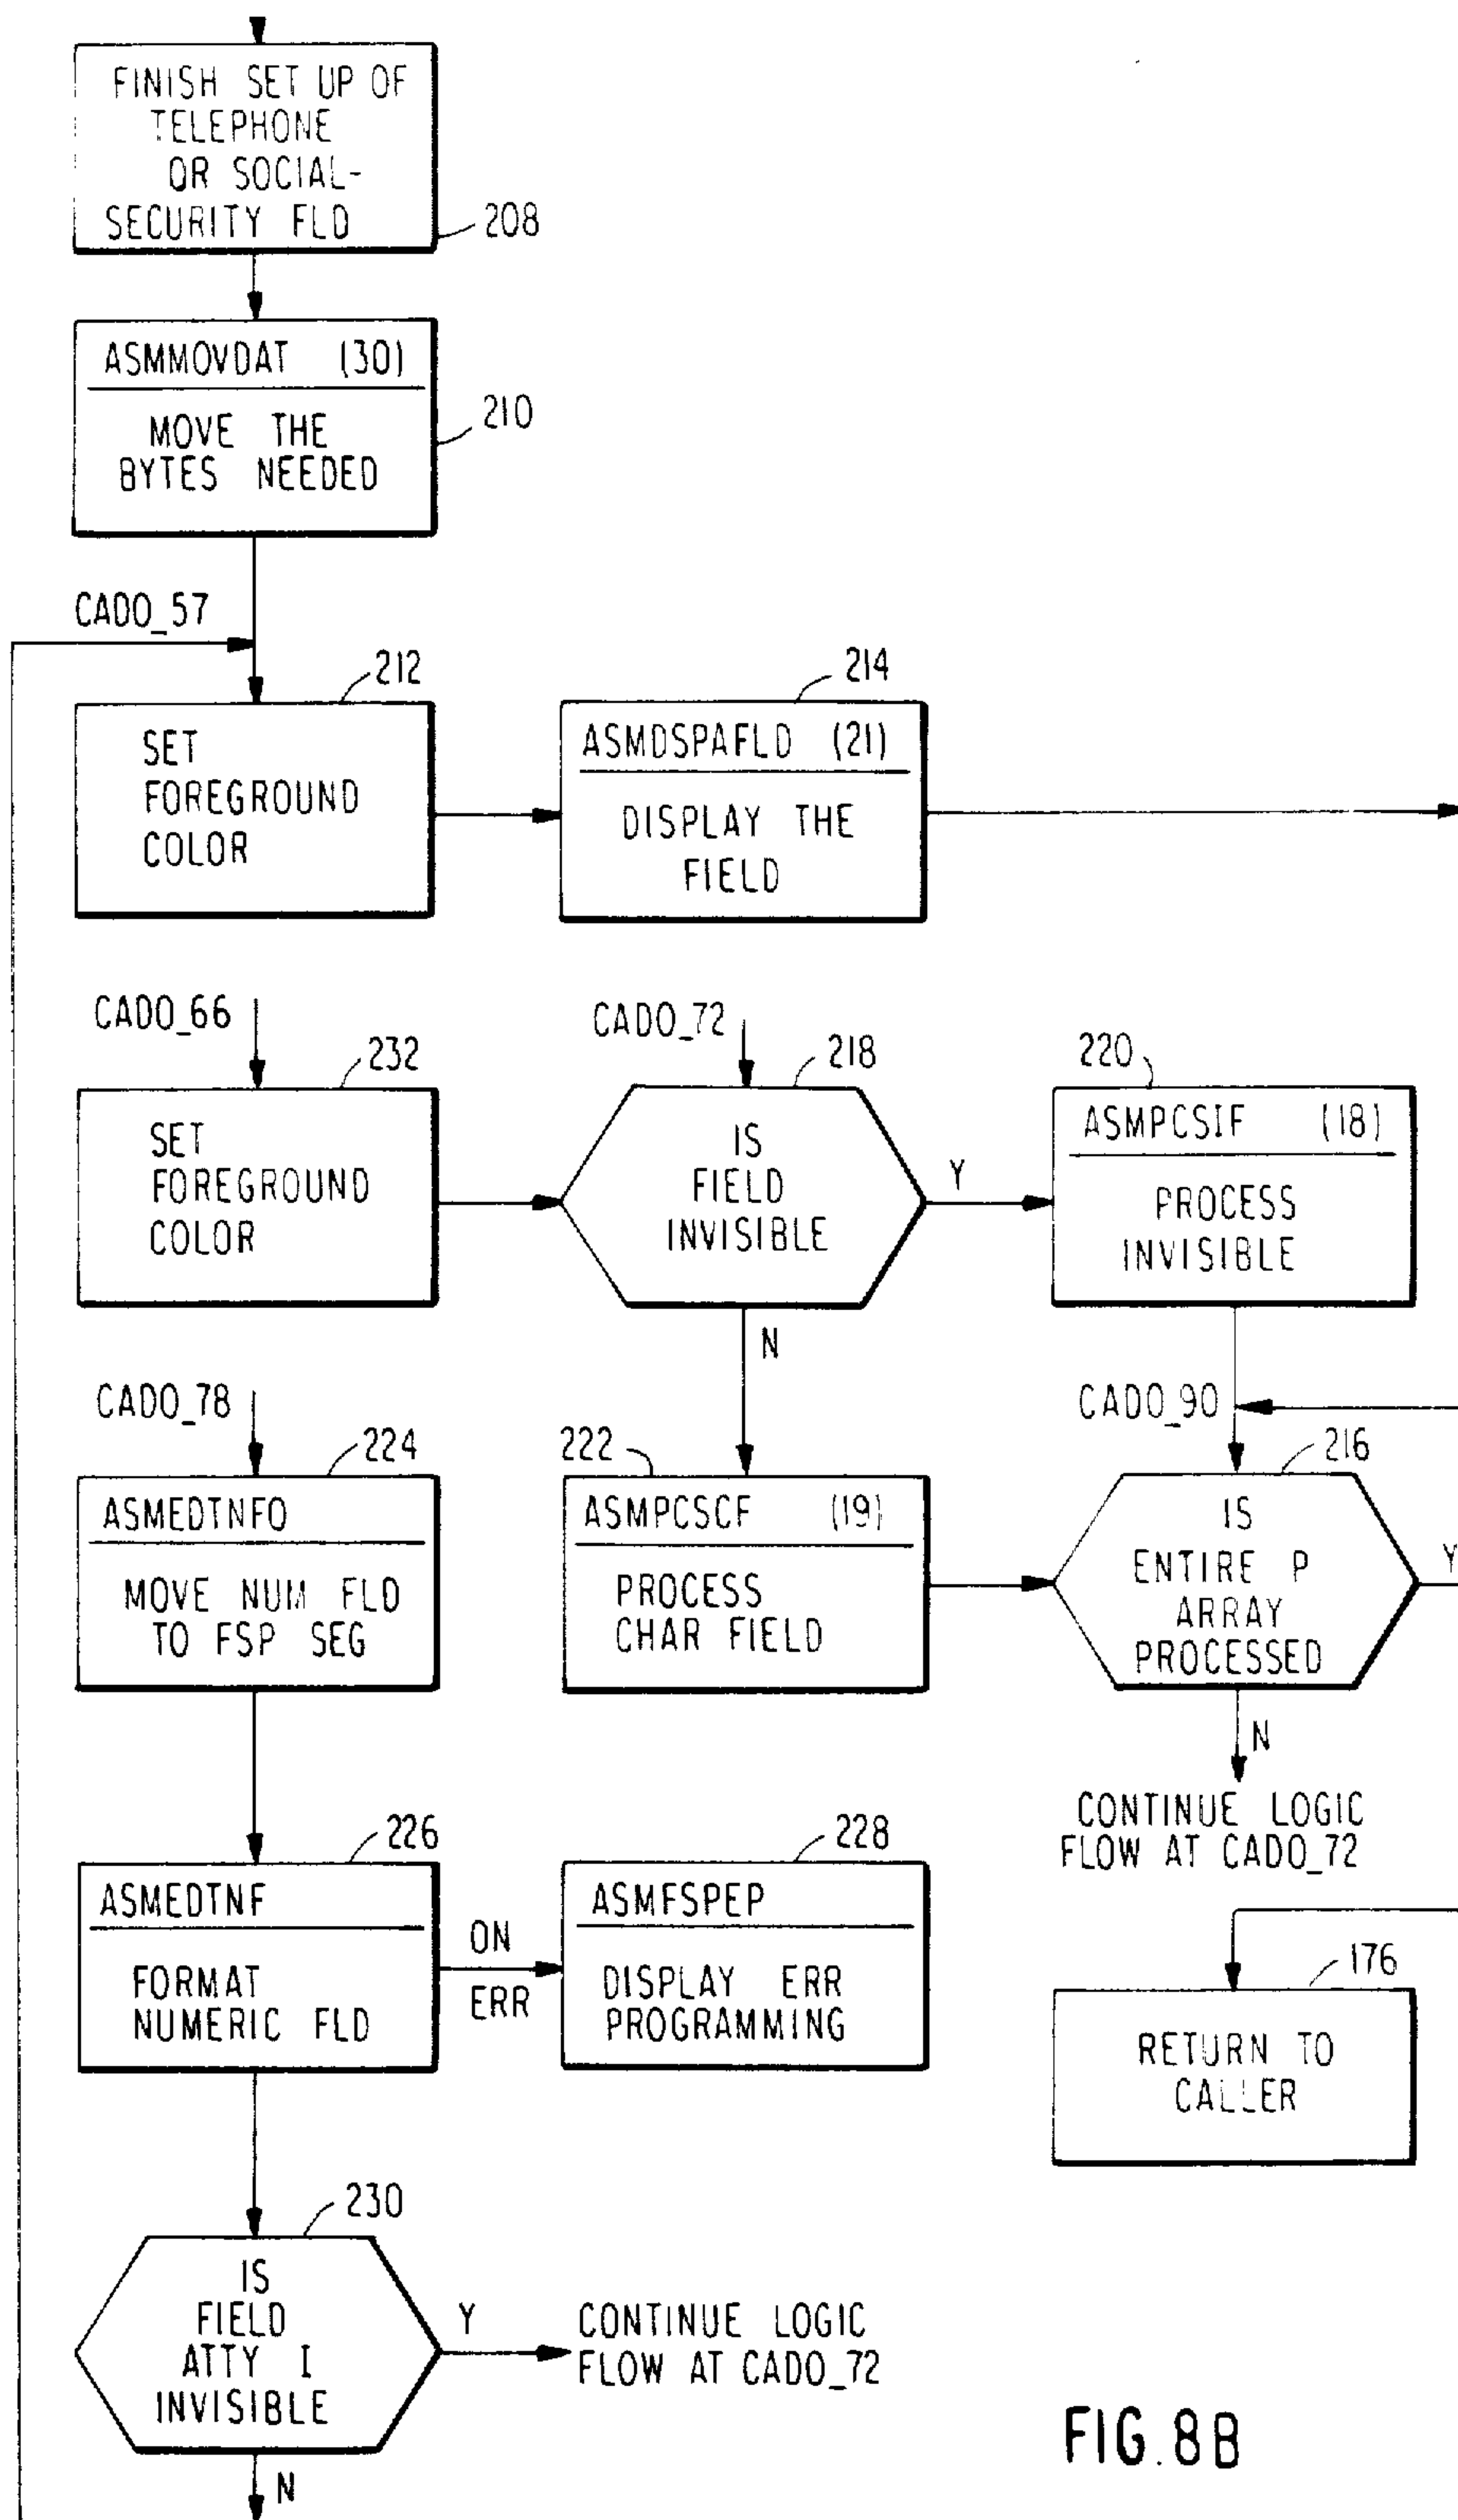 FINISH SET UP OF
TELEPHONE
OR SOCIAL-
SECURITY FLD
208
ASMMOVDAT (30)
MOVE THE
BYTES NEEDED
210
CADO_57
212
SET
FOREGROUND
COLOR
214
ASMDSPAFLD (21)
DISPLAY THE
FIELD
CADO_66
232
SET
FOREGROUND
COLOR
CADO_72
218
IS
FIELD
INVISIBLE
Y
N
220
ASMPCSIF (18)
PROCESS
INVISIBLE
CADO_78
224
ASMEDTNFO
MOVE NUM FLD
TO FSP SEG
222
ASMPCSCF (19)
PROCESS
CHAR FIELD
CADO_90
216
IS
ENTIRE P
ARRAY
PROCESSED
Y
N
CONTINUE LOGIC
FLOW AT CADO_72
226
ASMEDTNF
FORMAT
NUMERIC FLD
ON
ERR
228
ASMFSPEP
DISPLAY ERR
PROGRAMMING
176
RETURN TO
CALLER
230
IS
FIELD
ATTY I
INVISIBLE
Y
CONTINUE LOGIC
FLOW AT CADO_72
N
FIG. 8B